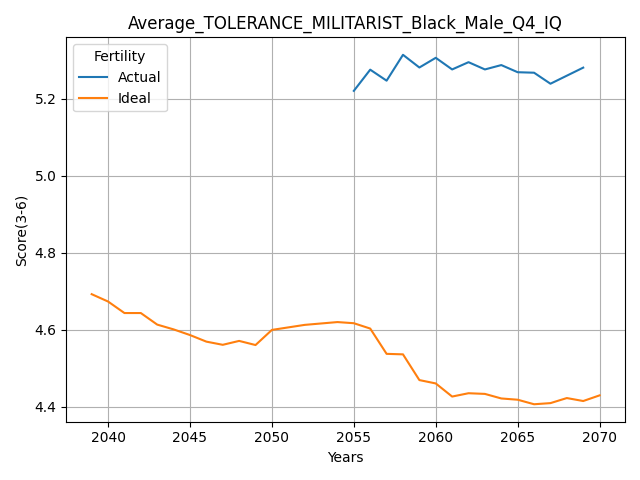 Average_TOLERANCE_MILITARIST_Black_Male_Q4_IQ
Fertility
Actual
Ideal
5.2
5.0
4.8
4.6
4.4
Score(3-6)
2040 2045 2050 2055 2060 2065 2070
Years